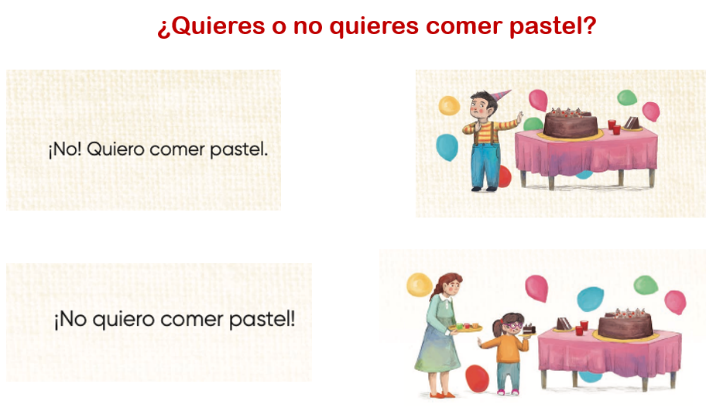 ¿Quieres o no quieres comer pastel?
¡No! Quiero comer pastel.
¡No quiero comer pastel!